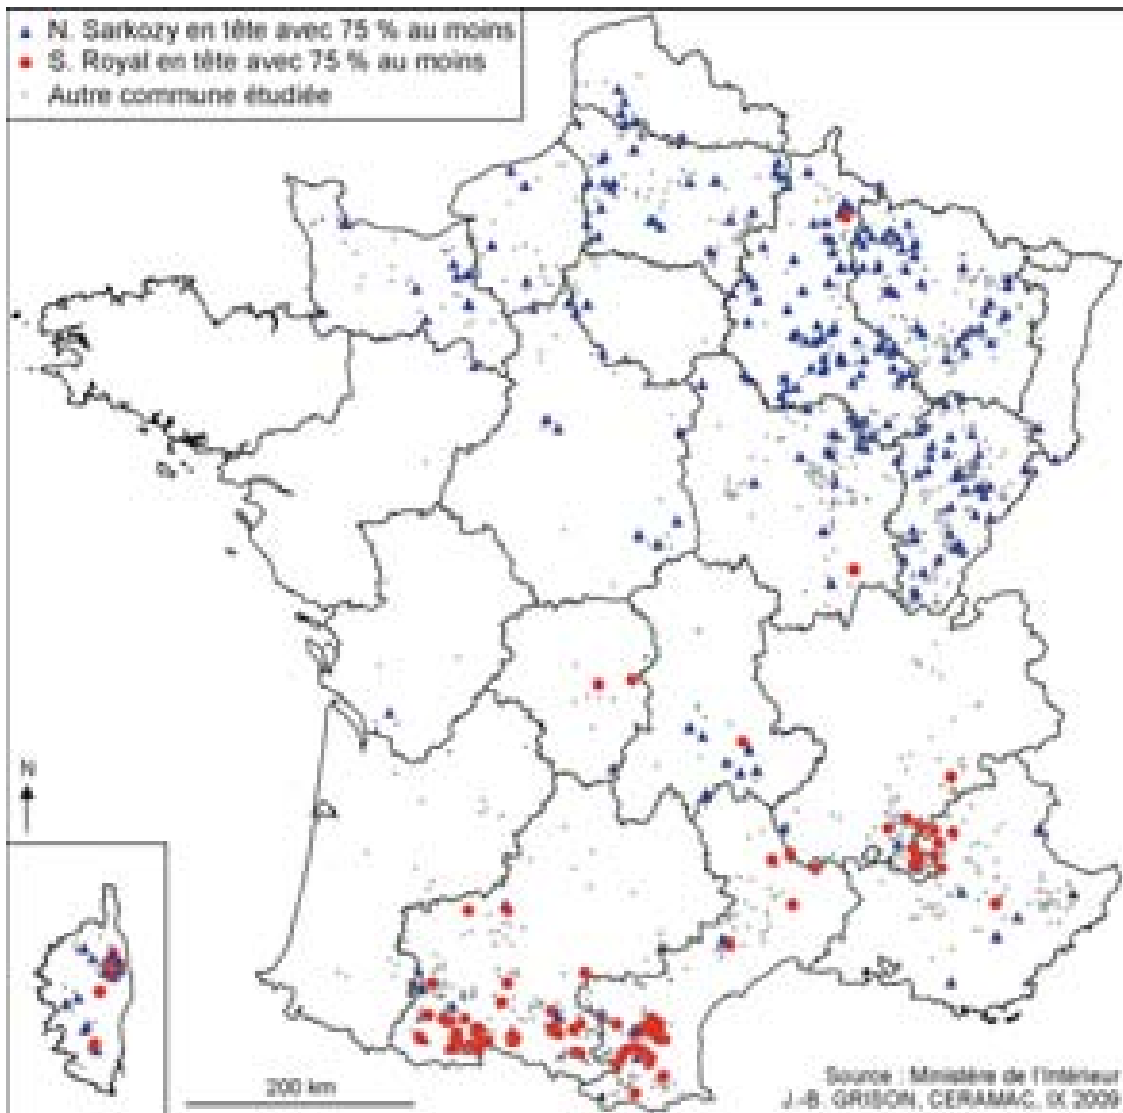 N. Sarkozy en tête avec 75 % au moins
S. Royal en tête avec 75 % au moins
Autre commune étudiée
N
200 km
Source : Ministère de l'Intérieur
J.-B. GRISON, CERAMAC, IX 2009